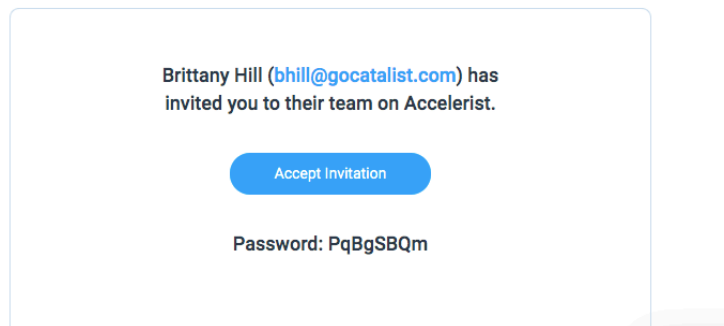 Brittany Hill (bhill@gocatalist.com) has
invited you to their team on Accelerist.
Accept Invitation
Password: PqBgSBQm